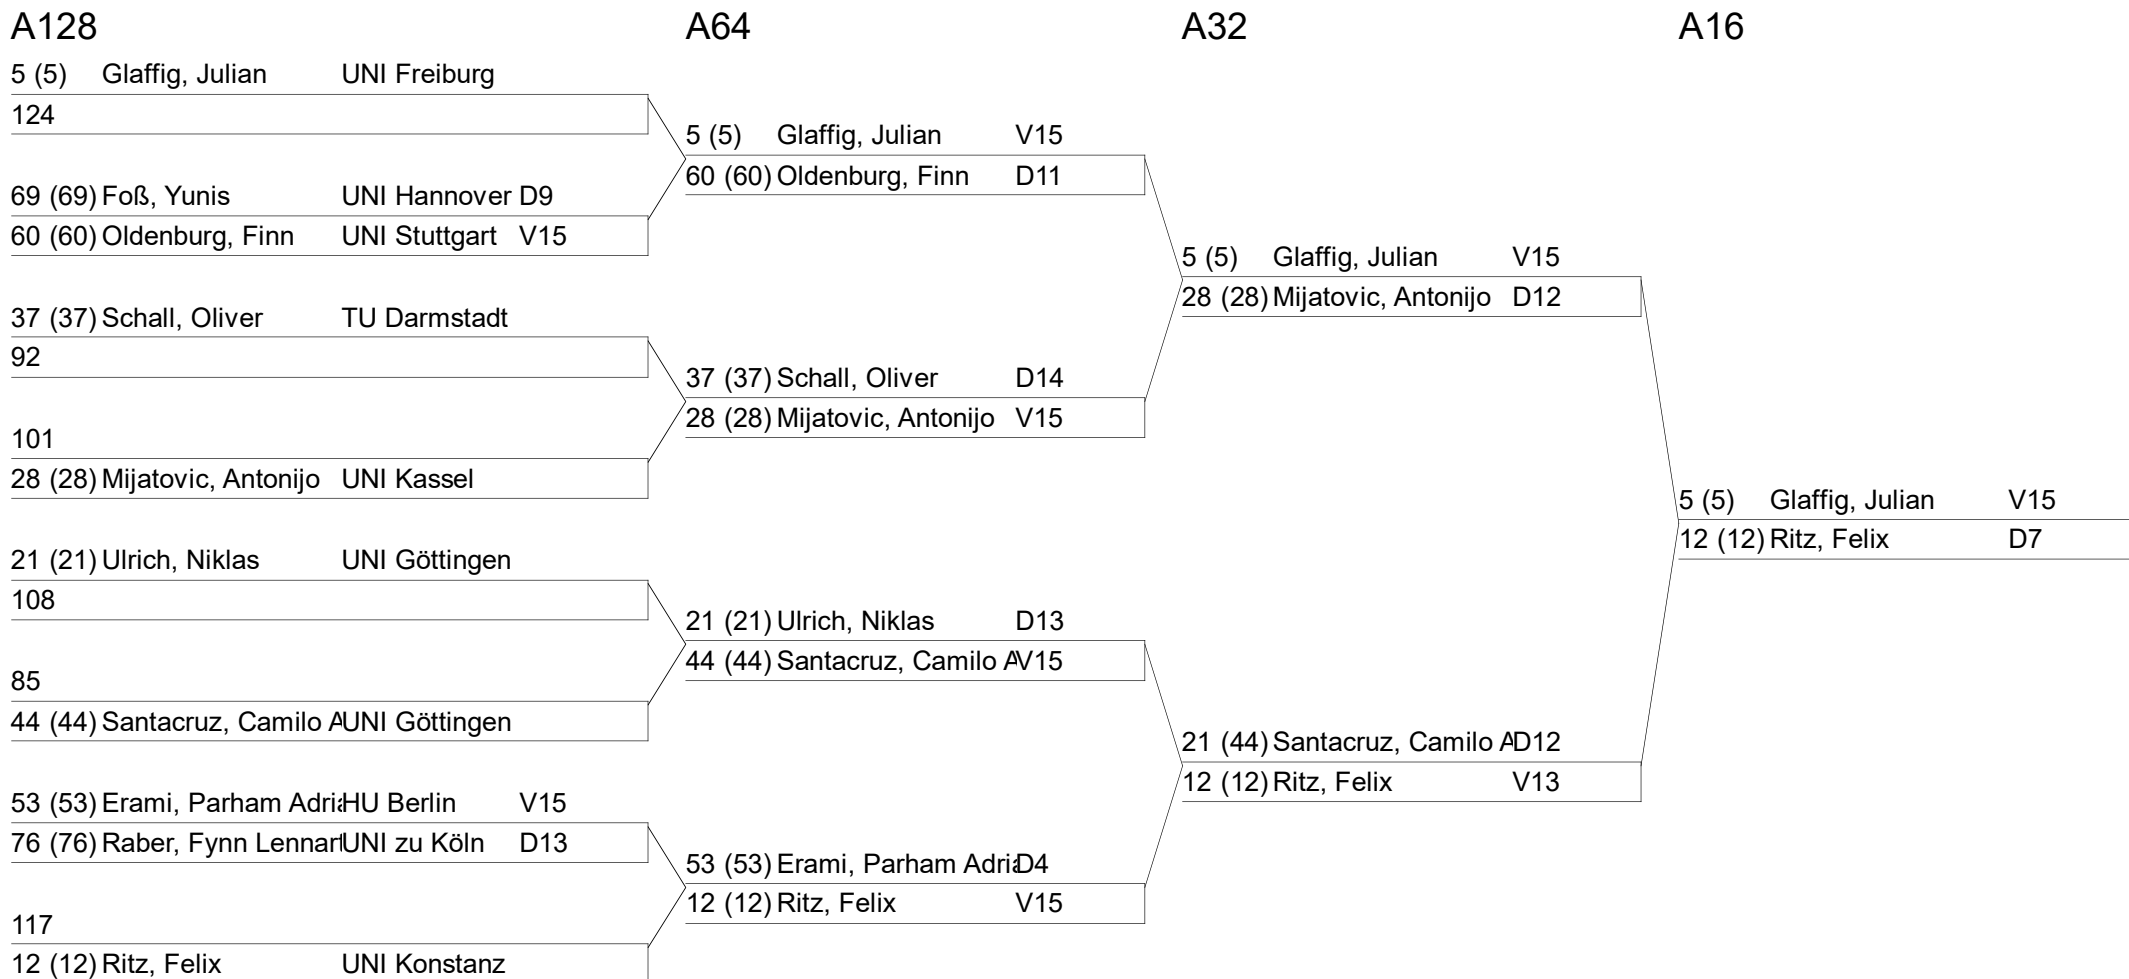 A128 A64 A32 A16
5 (5) Glaffig, Julian UNI Freiburg
124
5 (5) Glaffig, Julian V15
60 (60) Oldenburg, Finn D11
69 (69) Foß, Yunis UNI Hannover D9
60 (60) Oldenburg, Finn UNI Stuttgart V15
5 (5) Glaffig, Julian V15
28 (28) Mijatovic, Antonijo D12
37 (37) Schall, Oliver TU Darmstadt
92
37 (37) Schall, Oliver D14
28 (28) Mijatovic, Antonijo V15
101
28 (28) Mijatovic, Antonijo UNI Kassel
5 (5) Glaffig, Julian V15
12 (12) Ritz, Felix D7
21 (21) Ulrich, Niklas UNI Göttingen
108
21 (21) Ulrich, Niklas D13
44 (44) Santacruz, Camilo A V15
85
44 (44) Santacruz, Camilo A UNI Göttingen
21 (44) Santacruz, Camilo A D12
12 (12) Ritz, Felix V13
53 (53) Erami, Parham Adria HU Berlin V15
76 (76) Raber, Fynn Lennart UNI zu Köln D13
53 (53) Erami, Parham Adria D4
12 (12) Ritz, Felix V15
117
12 (12) Ritz, Felix UNI Konstanz